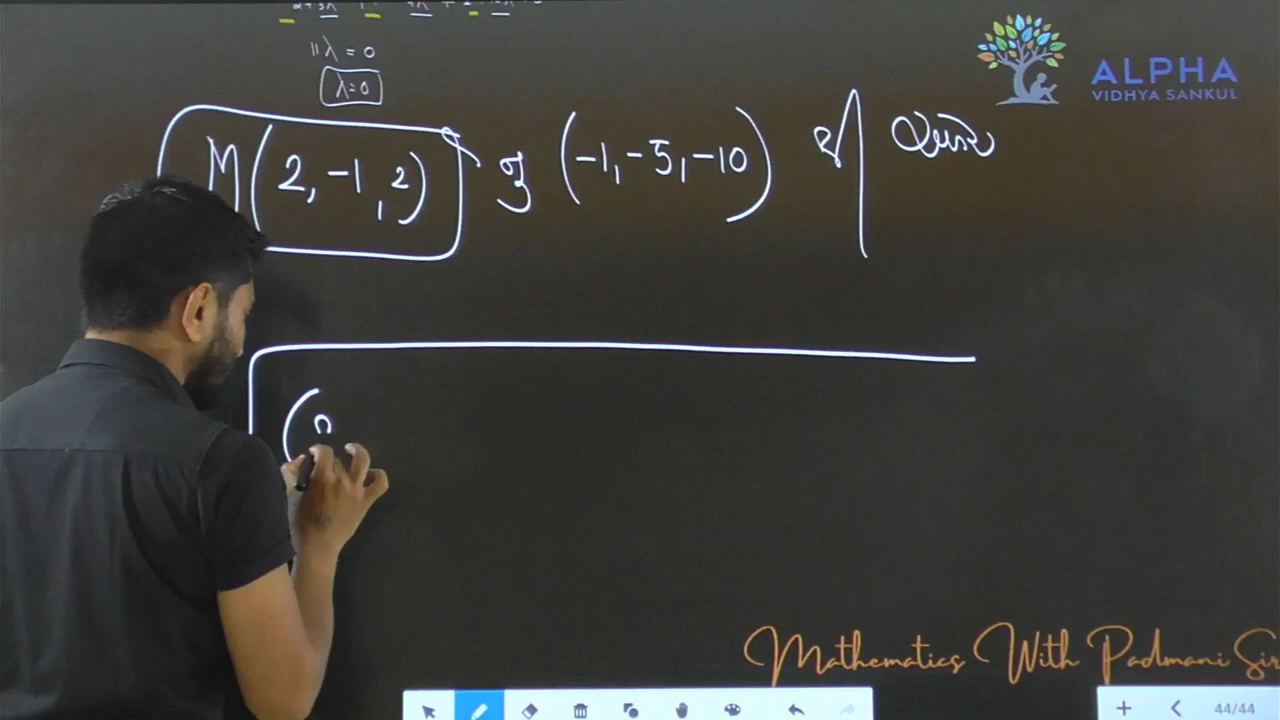 11λ = 0
λ=0
M(2, -1, 2) નું (-1, -5, -10) થી અંતર
ALPHA
VIDHYA SANKUL
Mathematics With Padmani Sir
44/44